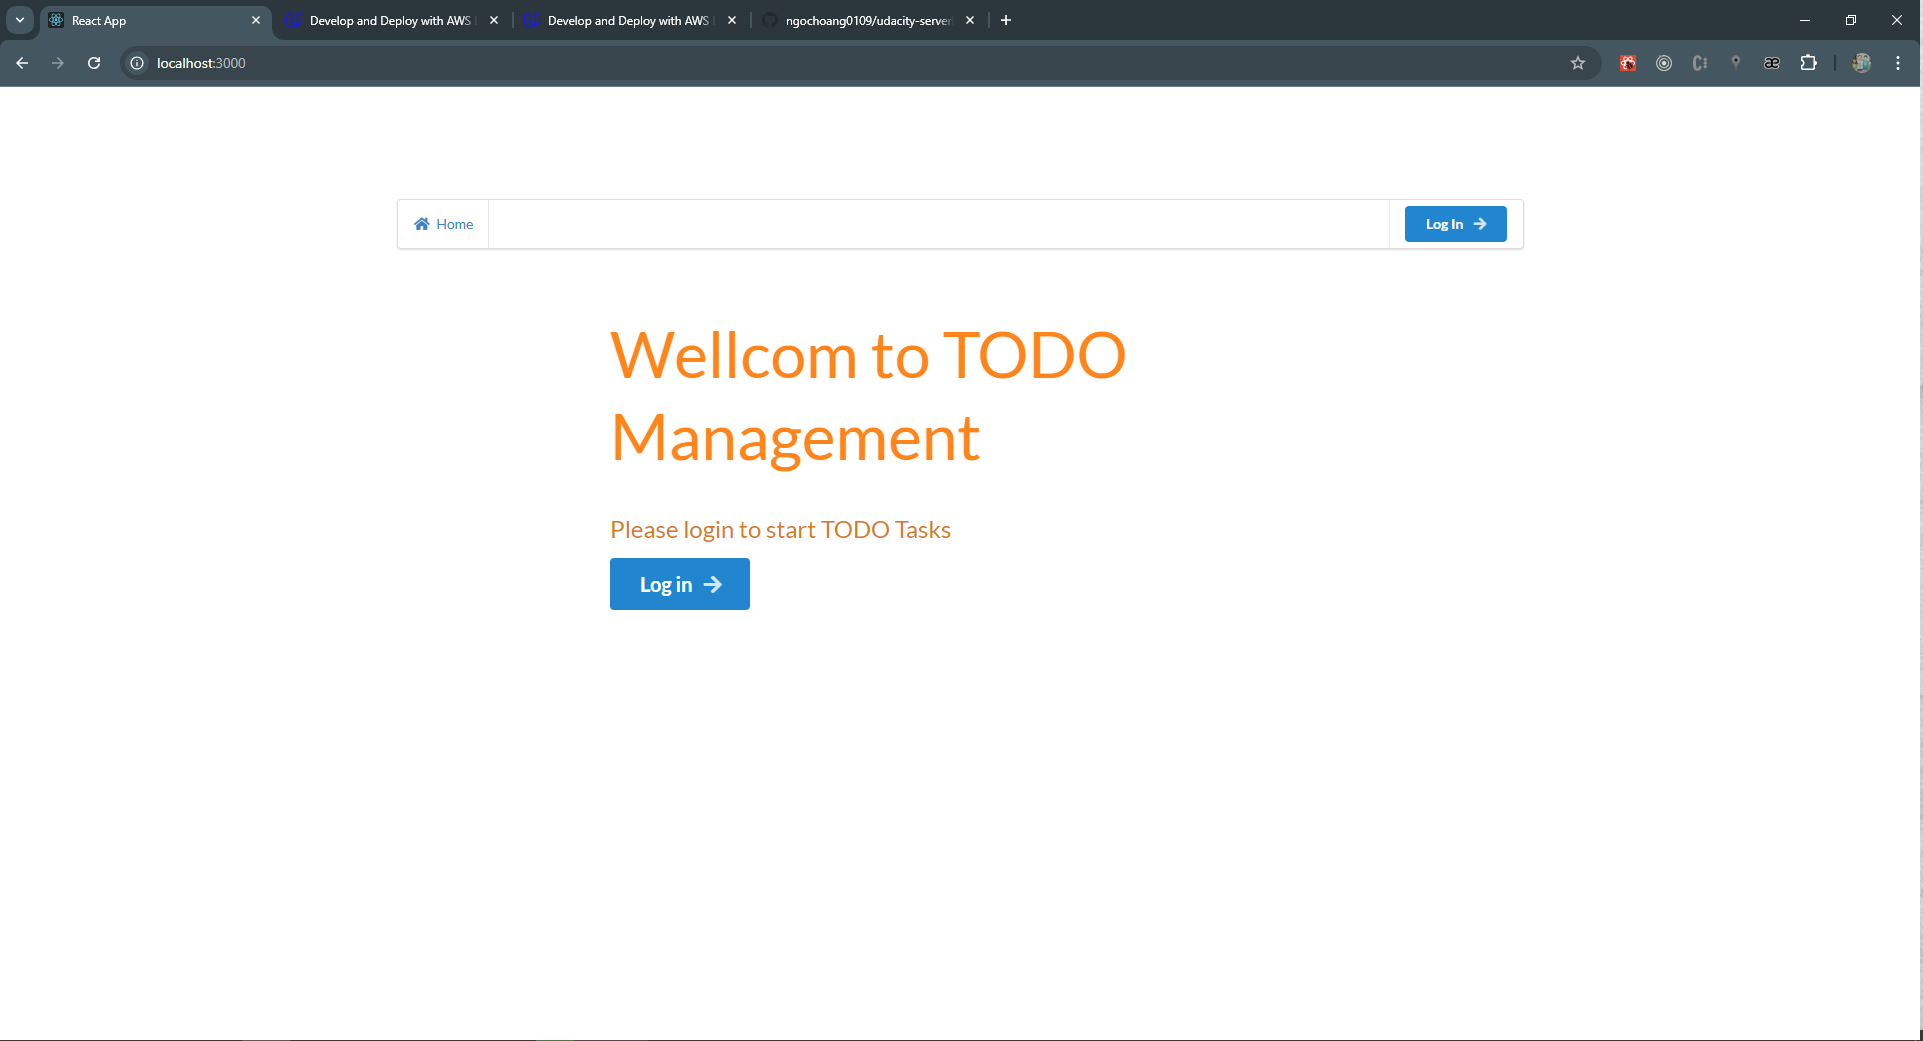 React App
Develop and Deploy with AWS
Develop and Deploy with AWS
ngochoang0109/udacity-server
localhost:3000
Home
Log In
Wellcom to TODO
Management
Please login to start TODO Tasks
Log in